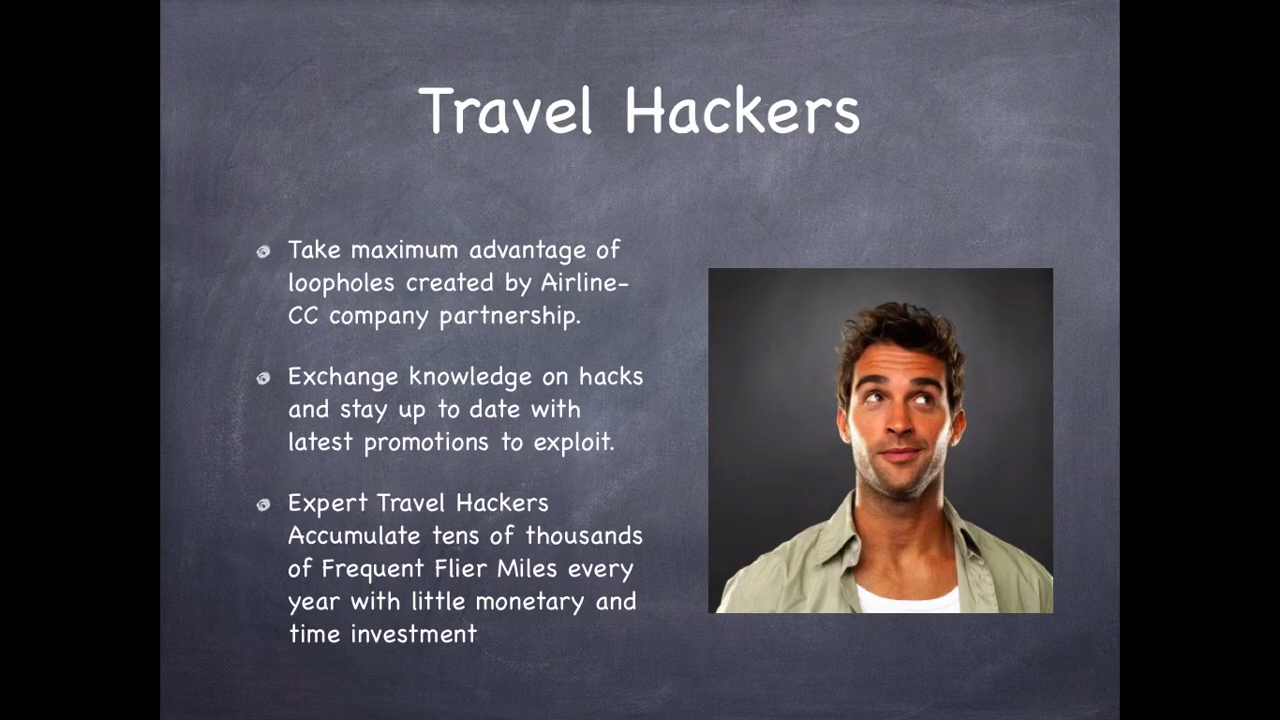 Travel Hackers
Take maximum advantage of
loopholes created by Airline-
CC company partnership.
Exchange knowledge on hacks
and stay up to date with
latest promotions to exploit.
Expert Travel Hackers
Accumulate tens of thousands
of Frequent Flier Miles every
year with little monetary and
time investment